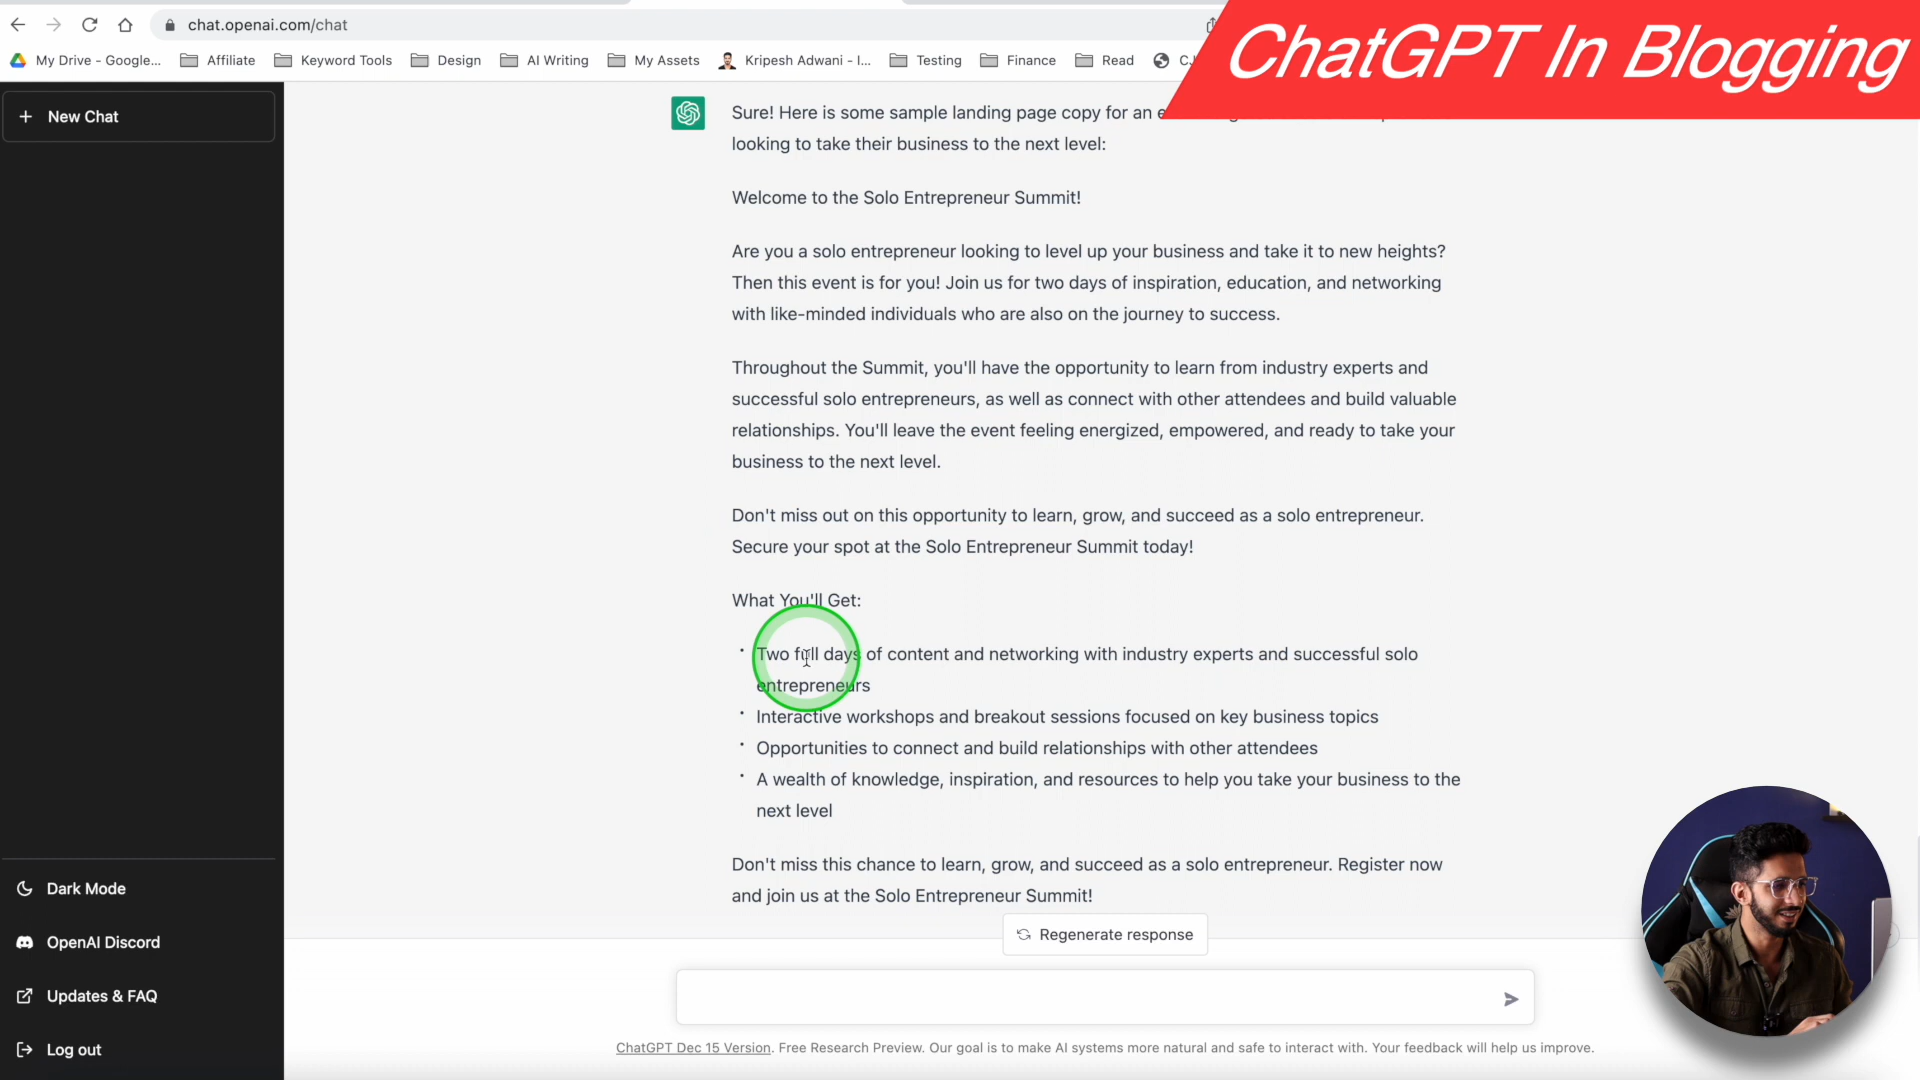 chat.openai.com/chat
ChatGPT In Blogging
My Drive - Google...
Affiliate
Keyword Tools
Design
AI Writing
My Assets
Kripesh Adwani - I...
Testing
Finance
Read
New Chat
Sure! Here is some sample landing page copy for an
looking to take their business to the next level:
Welcome to the Solo Entrepreneur Summit!
Are you a solo entrepreneur looking to level up your business and take it to new heights?
Then this event is for you! Join us for two days of inspiration, education, and networking
with like-minded individuals who are also on the journey to success.
Throughout the Summit, you'll have the opportunity to learn from industry experts and
successful solo entrepreneurs, as well as connect with other attendees and build valuable
relationships. You'll leave the event feeling energized, empowered, and ready to take your
business to the next level.
Don't miss out on this opportunity to learn, grow, and succeed as a solo entrepreneur.
Secure your spot at the Solo Entrepreneur Summit today!
What You'll Get:
• Two full days of content and networking with industry experts and successful solo
entrepreneurs
• Interactive workshops and breakout sessions focused on key business topics
• Opportunities to connect and build relationships with other attendees
• A wealth of knowledge, inspiration, and resources to help you take your business to the
next level
Don't miss this chance to learn, grow, and succeed as a solo entrepreneur. Register now
and join us at the Solo Entrepreneur Summit!
Regenerate response
Dark Mode
OpenAI Discord
Updates & FAQ
Log out
ChatGPT Dec 15 Version. Free Research Preview. Our goal is to make AI systems more natural and safe to interact with. Your feedback will help us improve.